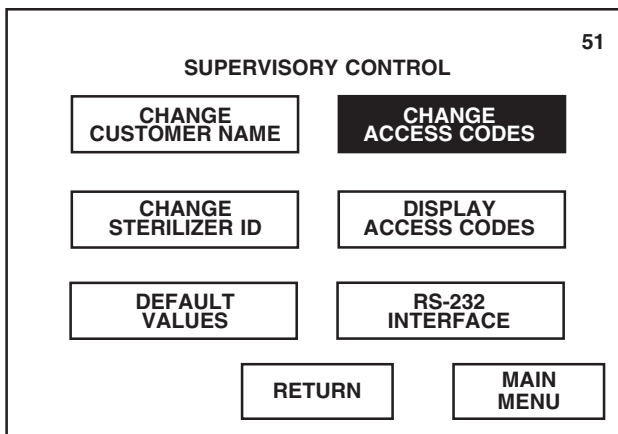 51
SUPERVISORY CONTROL
CHANGE
CUSTOMER NAME
CHANGE
ACCESS CODES
CHANGE
STERILIZER ID
DISPLAY
ACCESS CODES
DEFAULT
VALUES
RS-232
INTERFACE
RETURN
MAIN
MENU